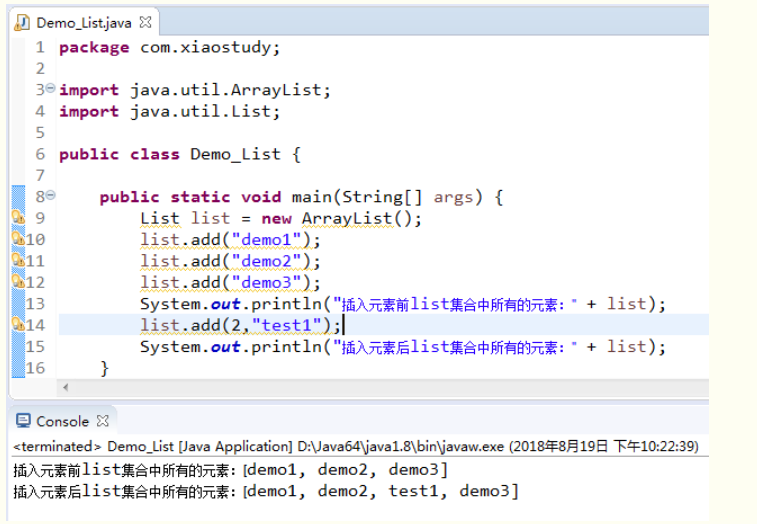 Demo_List.java
1 package com.xiaostudy;
2
3 import java.util.ArrayList;
4 import java.util.List;
5
6 public class Demo_List {
7
8     public static void main(String[] args) {
9         List list = new ArrayList();
10         list.add("demo1");
11         list.add("demo2");
12         list.add("demo3");
13         System.out.println("插入元素前list集合中所有的元素：" + list);
14         list.add(2,"test1");
15         System.out.println("插入元素后list集合中所有的元素：" + list);
16     }
Console
<terminated> Demo_List [Java Application] D:\Java64\java1.8\bin\javaw.exe (2018年8月19日 下午10:22:39)
插入元素前list集合中所有的元素：[demo1, demo2, demo3]
插入元素后list集合中所有的元素：[demo1, demo2, test1, demo3]